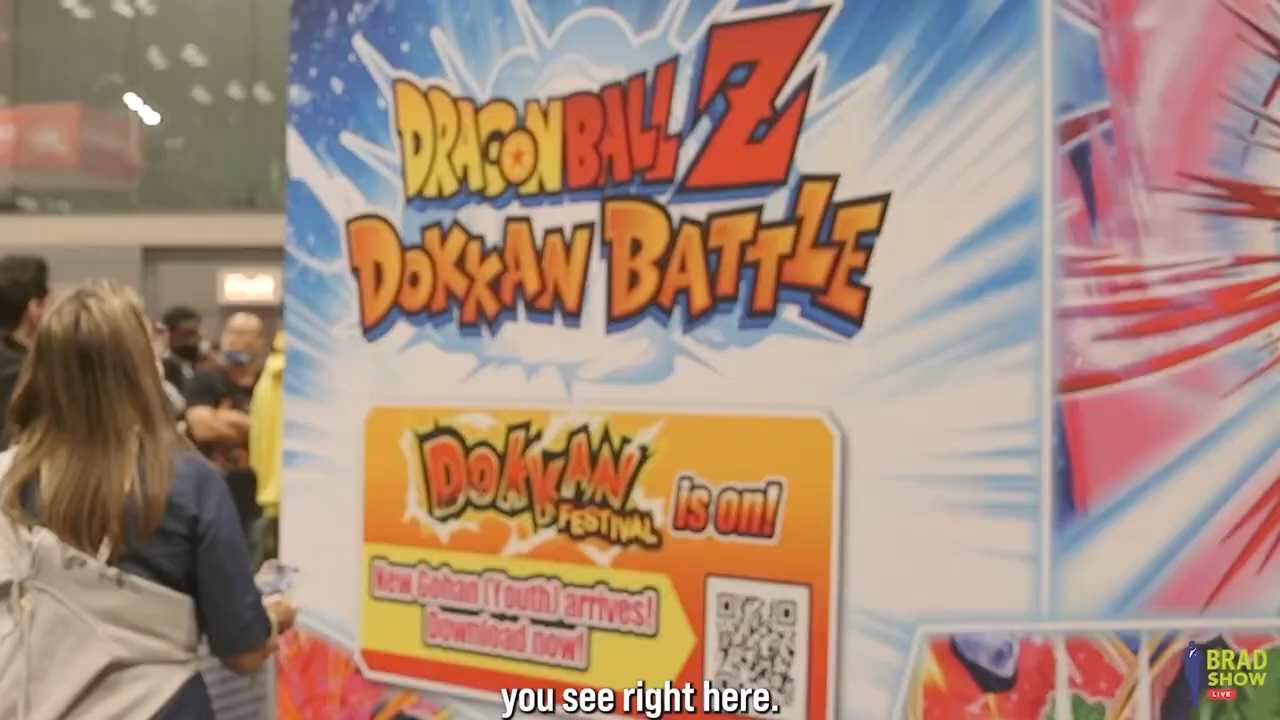 DRAGON BALL Z
DOKKAN BATTLE
DOKKAN
FESTIVAL
is on!
New Gohan (Youth) arrives!
Download now!
you see right here.
BRAD
SHOW
LIVE